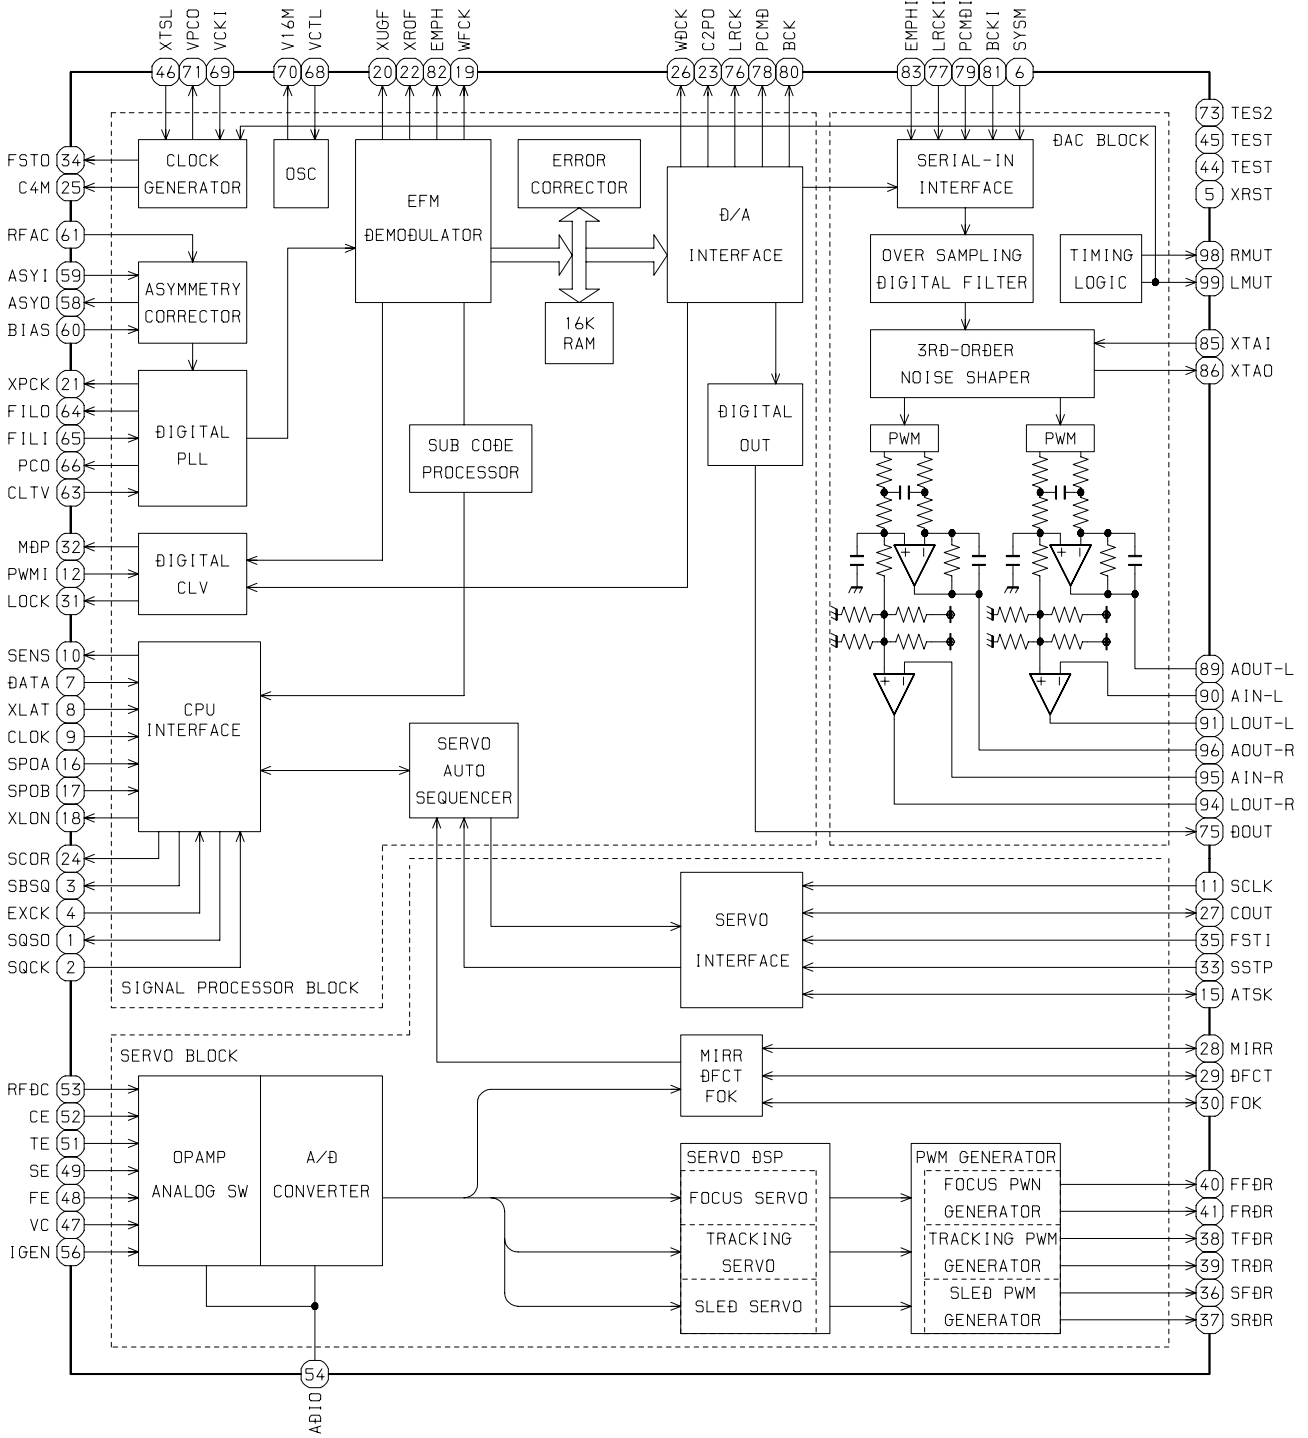 XTSL
VPCO
VCKI
V16M
VCTL
XUGF
XROF
EMPH
WFCK
WDCK
C2PO
LRCK
PCMD
BCK
EMPHI
LRCKI
PCMDI
BCKI
SYSM
46 71 69 70 68 20 22 82 19 26 23 76 78 80 83 77 79 81 6
73 TES2
45 TEST
44 TEST
5 XRST
DAC BLOCK
FSTO 34
C4M 25
CLOCK
GENERATOR
OSC
EFM
DEMODULATOR
ERROR
CORRECTOR
D/A
INTERFACE
SERIAL-IN
INTERFACE
RFAC 61
ASYI 59
ASYO 58
BIAS 60
ASYMMETRY
CORRECTOR
16K
RAM
OVER SAMPLING
DIGITAL FILTER
TIMING
LOGIC
98 RMUT
99 LMUT
3RD-ORDER
NOISE SHAPER
85 XTAI
86 XTAO
XPCK 21
FILO 64
FILI 65
PCO 66
CLTV 63
DIGITAL
PLL
SUB CODE
PROCESSOR
DIGITAL
OUT
PWM
PWM
MDP 32
PWMI 12
LOCK 31
DIGITAL
CLV
+ −
+ −
+ −
+ −
SENS 10
DATA 7
XLAT 8
CLOK 9
SPOA 16
SPOB 17
XLON 18
CPU
INTERFACE
SERVO
AUTO
SEQUENCER
89 AOUT-L
90 AIN-L
91 LOUT-L
96 AOUT-R
95 AIN-R
94 LOUT-R
75 DOUT
SCOR 24
SBSQ 3
EXCK 4
SQSO 1
SQCK 2
SIGNAL PROCESSOR BLOCK
SERVO
INTERFACE
11 SCLK
27 COUT
35 FSTI
33 SSTP
15 ATSK
SERVO BLOCK
MIRR
DFCT
FOK
28 MIRR
29 DFCT
30 FOK
RFDC 53
CE 52
TE 51
SE 49
FE 48
VC 47
IGEN 56
OPAMP
ANALOG SW
A/D
CONVERTER
SERVO DSP
FOCUS SERVO
TRACKING
SERVO
SLED SERVO
PWM GENERATOR
FOCUS PWN
GENERATOR
TRACKING PWM
GENERATOR
SLED PWM
GENERATOR
40 FFDR
41 FRDR
38 TFDR
39 TRDR
36 SFDR
37 SRDR
54
ADIO